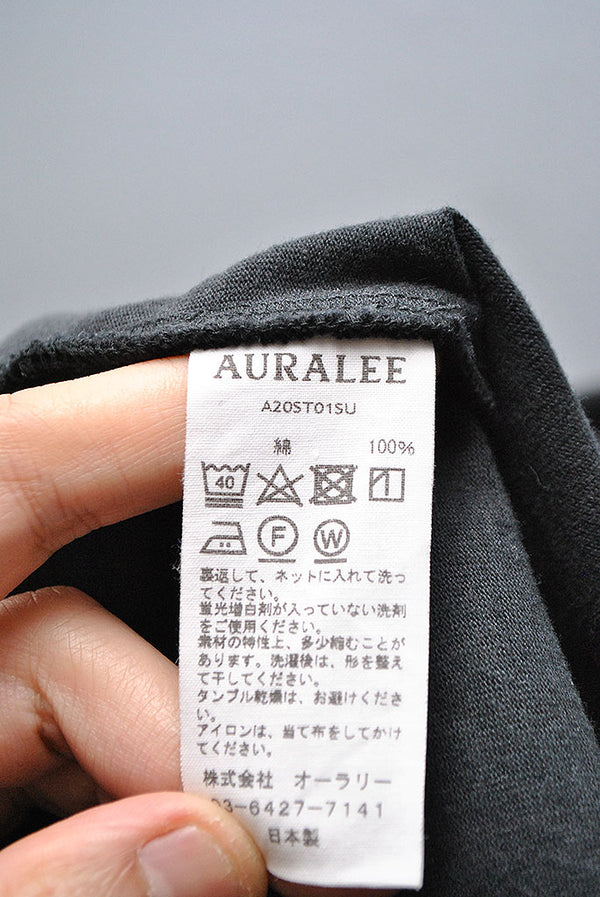 AURALEE
A20ST01SU
綿 100%
40
F W
裏返して、ネットに入れて洗っ
てください。
蛍光増白剤が入っていない洗剤
をご使用ください。
素材の特性上、多少縮むことが
あります。洗濯後は、形を整え
て干してください。
タンブル乾燥は、お避けくださ
い。
アイロンは、当て布をしてかけ
てください。
株式会社 オーラリー
03-6427-7141
日本製